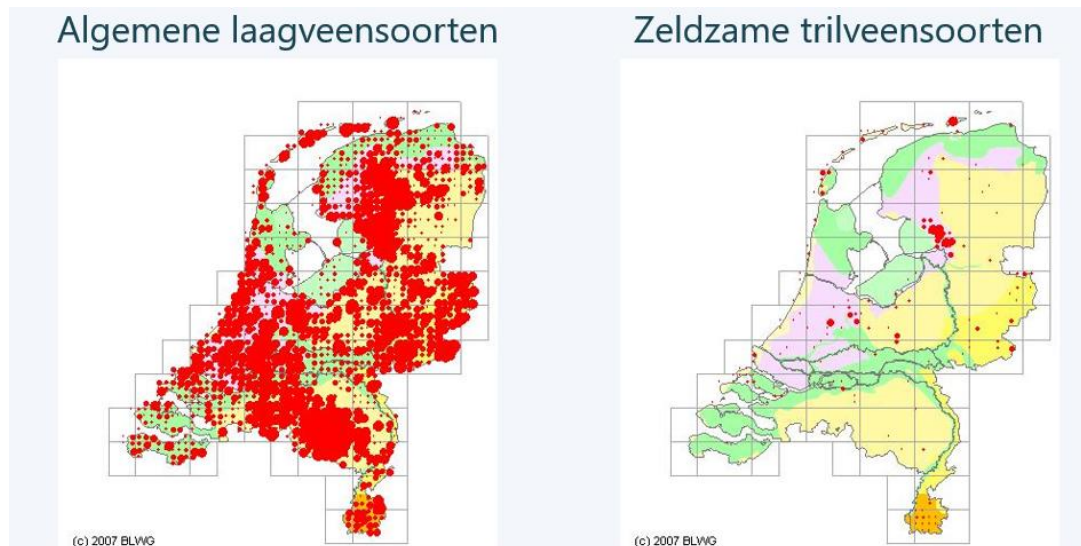 Algemene laagveensoorten
Zeldzame trilveensoorten
(c) 2007 BLWG
(c) 2007 BLWG